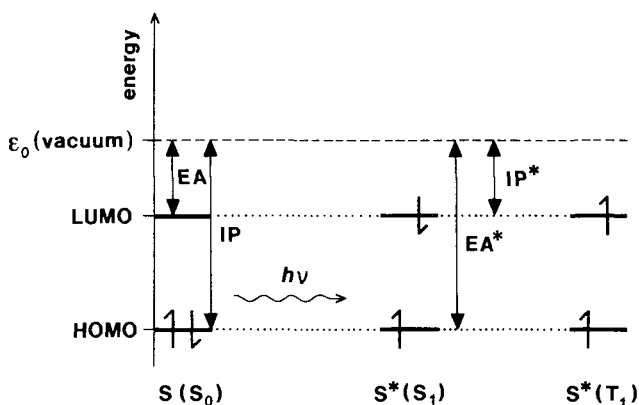 energy
ε₀ (vacuum)
EA
IP*
LUMO
IP
EA*
hν
HOMO
S (S₀)
S* (S₁)
S* (T₁)